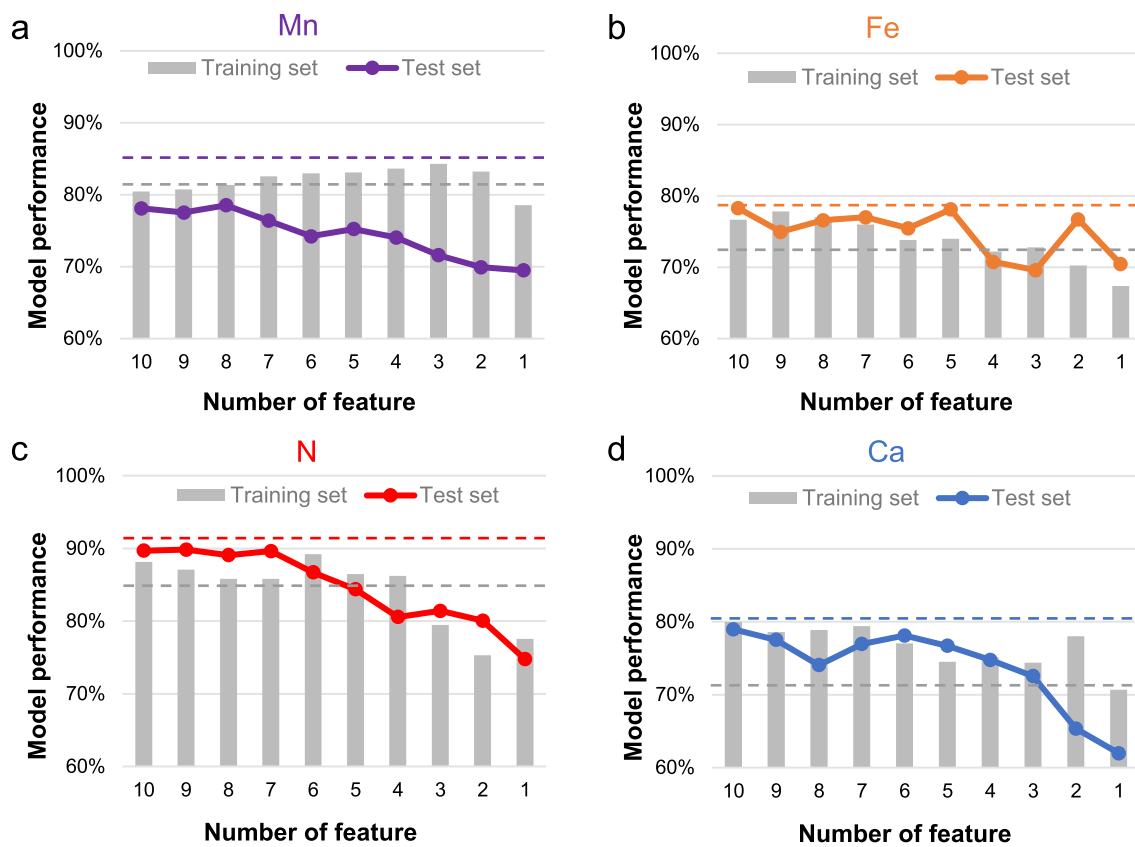 a
Mn
100%
90%
80%
70%
60%
Model performance
Training set
Test set
10 9 8 7 6 5 4 3 2 1
Number of feature
b
Fe
100%
90%
80%
70%
60%
Model performance
Training set
Test set
10 9 8 7 6 5 4 3 2 1
Number of feature
c
N
100%
90%
80%
70%
60%
Model performance
Training set
Test set
10 9 8 7 6 5 4 3 2 1
Number of feature
d
Ca
100%
90%
80%
70%
60%
Model performance
Training set
Test set
10 9 8 7 6 5 4 3 2 1
Number of feature